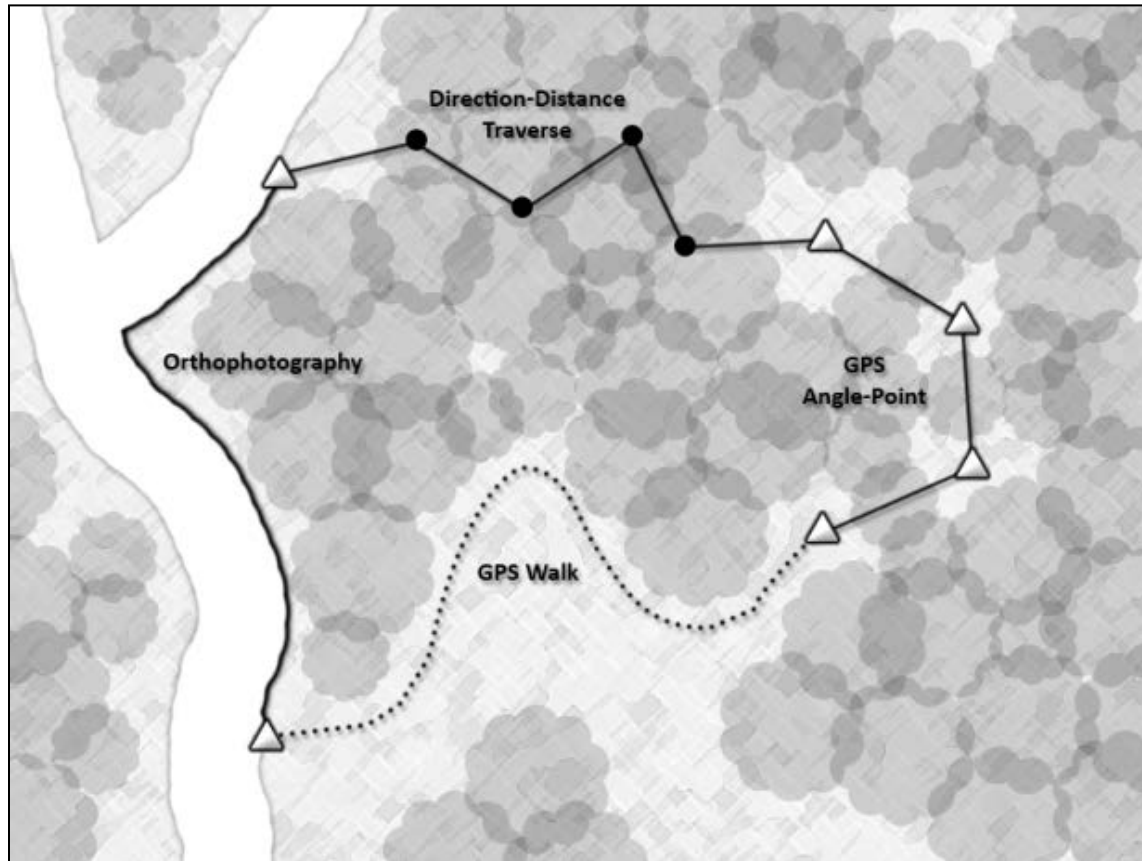 Direction-Distance
Traverse
Orthophotography
GPS
Angle-Point
GPS Walk